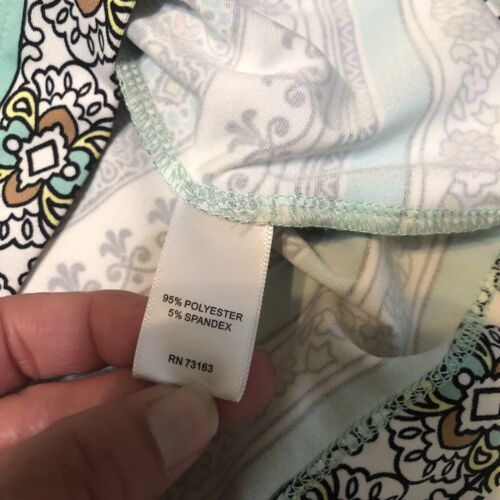 95% POLYESTER
5% SPANDEX
RN 73163